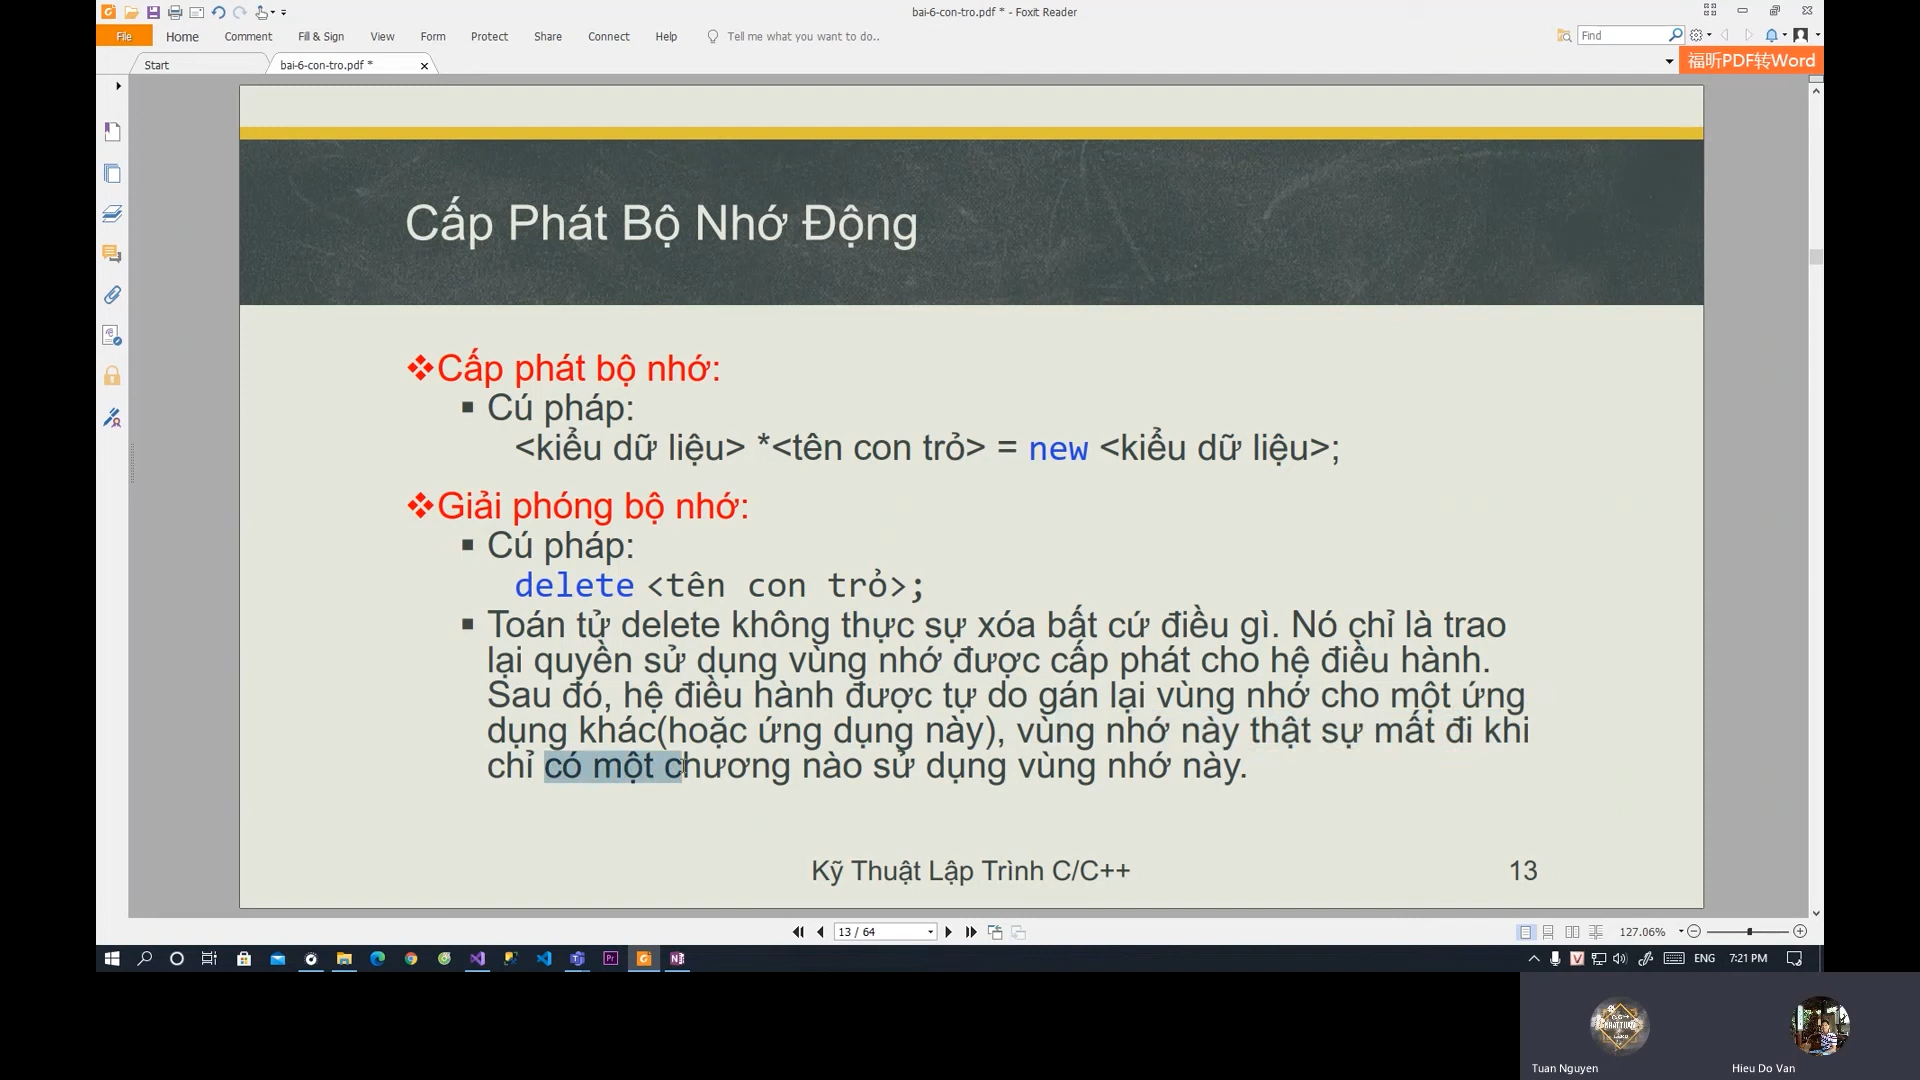 bai-6-con-tro.pdf * - Foxit Reader
File Home Comment Fill & Sign View Form Protect Share Connect Help Tell me what you want to do.. Find
Start bai-6-con-tro.pdf * 福昕PDF转Word
Cấp Phát Bộ Nhớ Động
Cấp phát bộ nhớ:
Cú pháp:
<kiểu dữ liệu> *<tên con trỏ> = new <kiểu dữ liệu>;
Giải phóng bộ nhớ:
Cú pháp:
delete <tên con trỏ>;
Toán tử delete không thực sự xóa bất cứ điều gì. Nó chỉ là trao
lại quyền sử dụng vùng nhớ được cấp phát cho hệ điều hành.
Sau đó, hệ điều hành được tự do gán lại vùng nhớ cho một ứng
dụng khác(hoặc ứng dụng này), vùng nhớ này thật sự mất đi khi
chỉ có một chương nào sử dụng vùng nhớ này.
Kỹ Thuật Lập Trình C/C++ 13
13 / 64 127.06%
ENG 7:21 PM
Tuan Nguyen Hieu Do Van